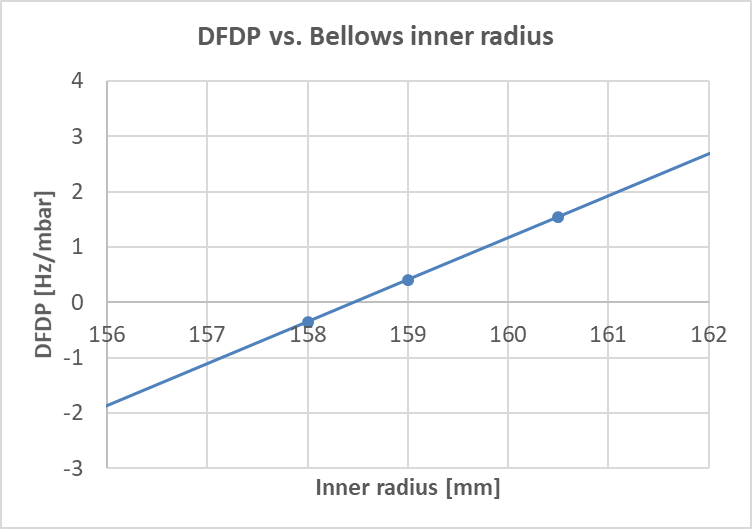 DFDP vs. Bellows inner radius
4
3
2
1
0
156 157 158 159 160 161 162
-1
-2
-3
DFDP [Hz/mbar]
Inner radius [mm]